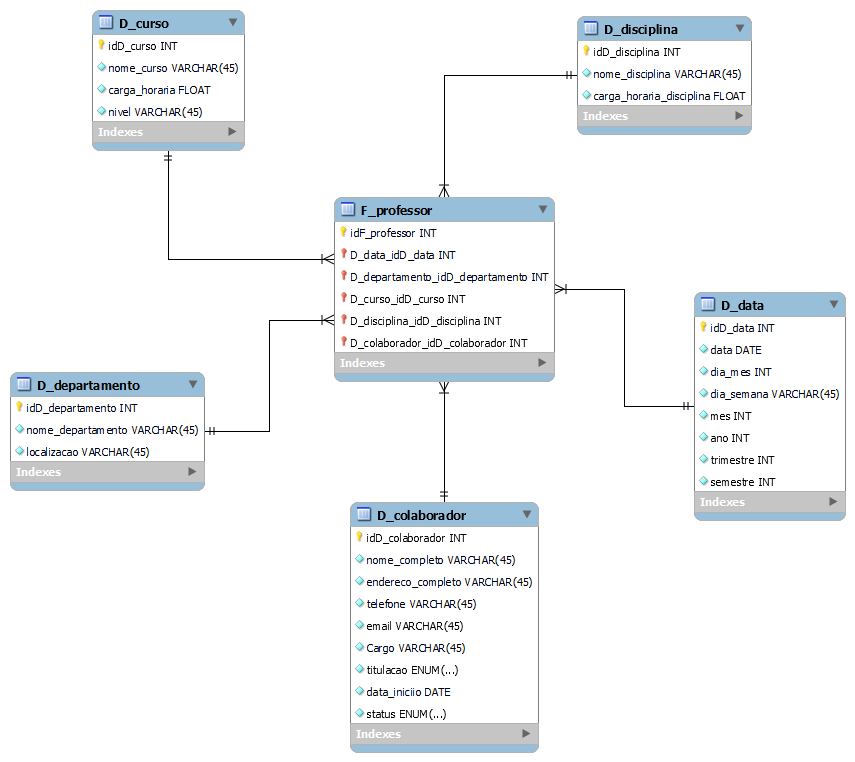 D_curso
idD_curso INT
nome_curso VARCHAR(45)
carga_horaria FLOAT
nivel VARCHAR(45)
Indexes
D_disciplina
idD_disciplina INT
nome_disciplina VARCHAR(45)
carga_horaria_disciplina FLOAT
Indexes
F_professor
idF_professor INT
D_data_idD_data INT
D_departamento_idD_departamento INT
D_curso_idD_curso INT
D_disciplina_idD_disciplina INT
D_colaborador_idD_colaborador INT
Indexes
D_data
idD_data INT
data DATE
dia_mes INT
dia_semana VARCHAR(45)
mes INT
ano INT
trimestre INT
semestre INT
Indexes
D_departamento
idD_departamento INT
nome_departamento VARCHAR(45)
localizacao VARCHAR(45)
Indexes
D_colaborador
idD_colaborador INT
nome_completo VARCHAR(45)
endereco_completo VARCHAR(45)
telefone VARCHAR(45)
email VARCHAR(45)
Cargo VARCHAR(45)
titulacao ENUM(...)
data_iniciio DATE
status ENUM(...)
Indexes